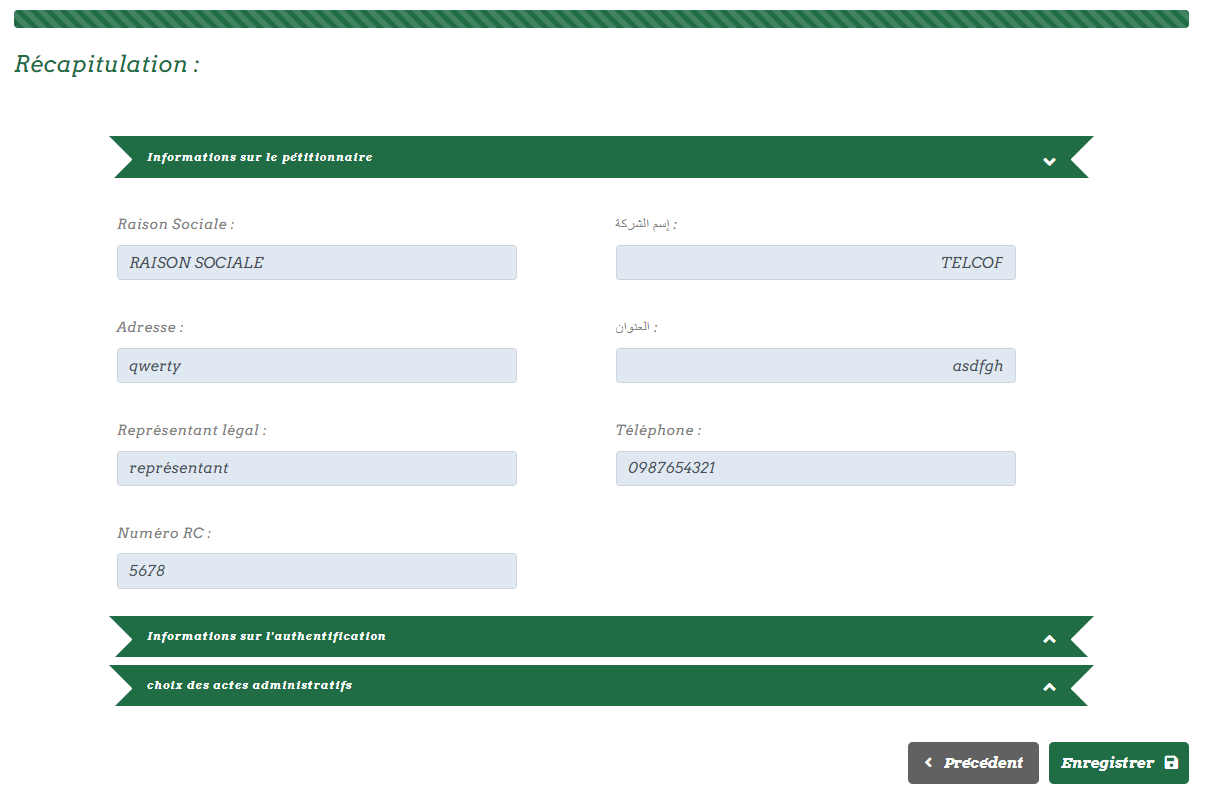 Récapitulation :
Informations sur le pétitionnaire
Raison Sociale :
إسم الشركة :
RAISON SOCIALE
TELCOF
Adresse :
العنوان :
qwerty
asdfgh
Représentant légal :
Téléphone :
représentant
0987654321
Numéro RC :
5678
Informations sur l'authentification
choix des actes administratifs
Précédent
Enregistrer